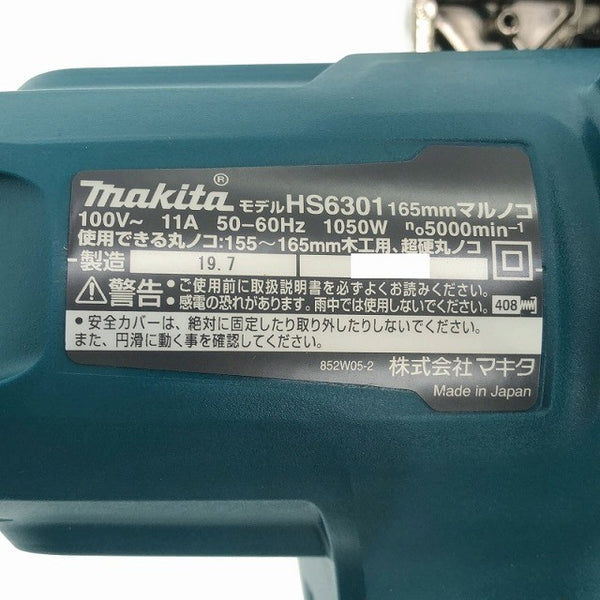 makita® モデル HS6301 165mmマルノコ
100V～ 11A 50-60Hz 1050W n₀5000min⁻¹
使用できる丸ノコ:155～165mm木工用、超硬丸ノコ
製造 19.7
警告:ご使用前に取扱説明書を必ずよくお読みください。
感電の恐れがあります。雨中では使用しないでください。 408
• 安全カバーは、絶対に固定したり取り外したりしないでください。
また、円滑に動く事を確認してください。
852W05-2 株式会社 マキタ
Made in Japan